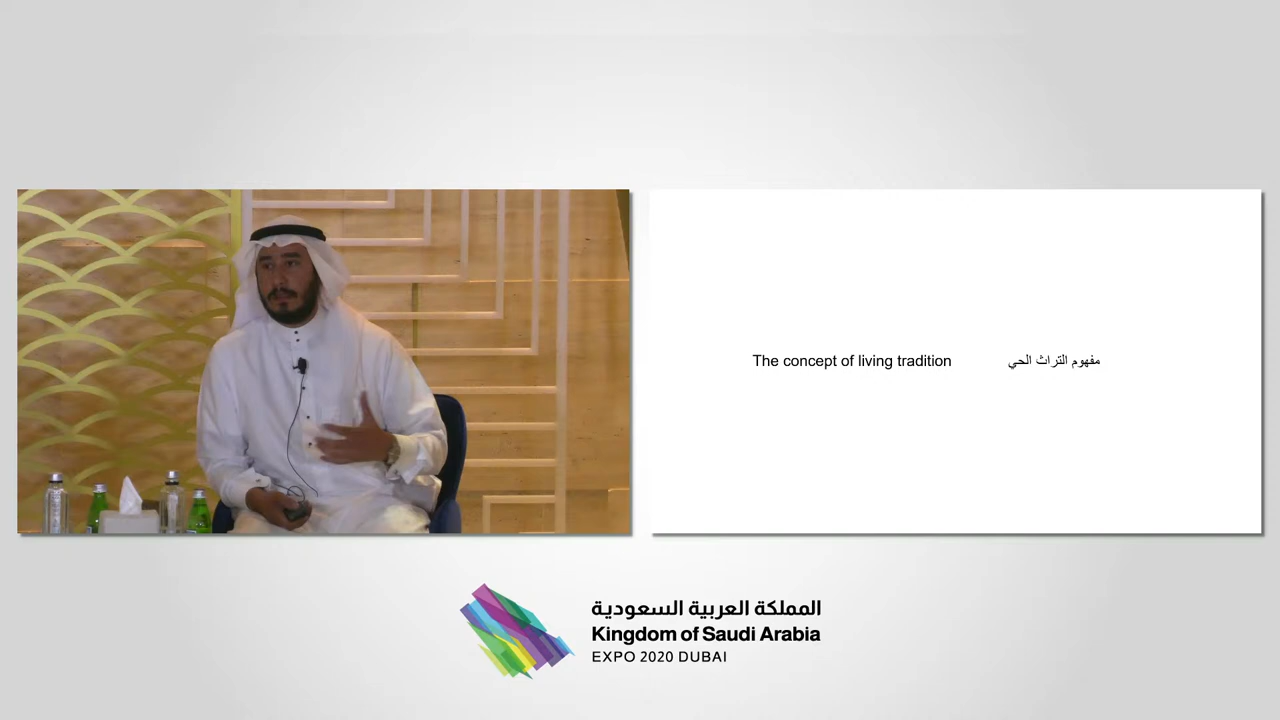 The concept of living tradition مفهوم التراث الحي
المملكة العربية السعودية
Kingdom of Saudi Arabia
EXPO 2020 DUBAI